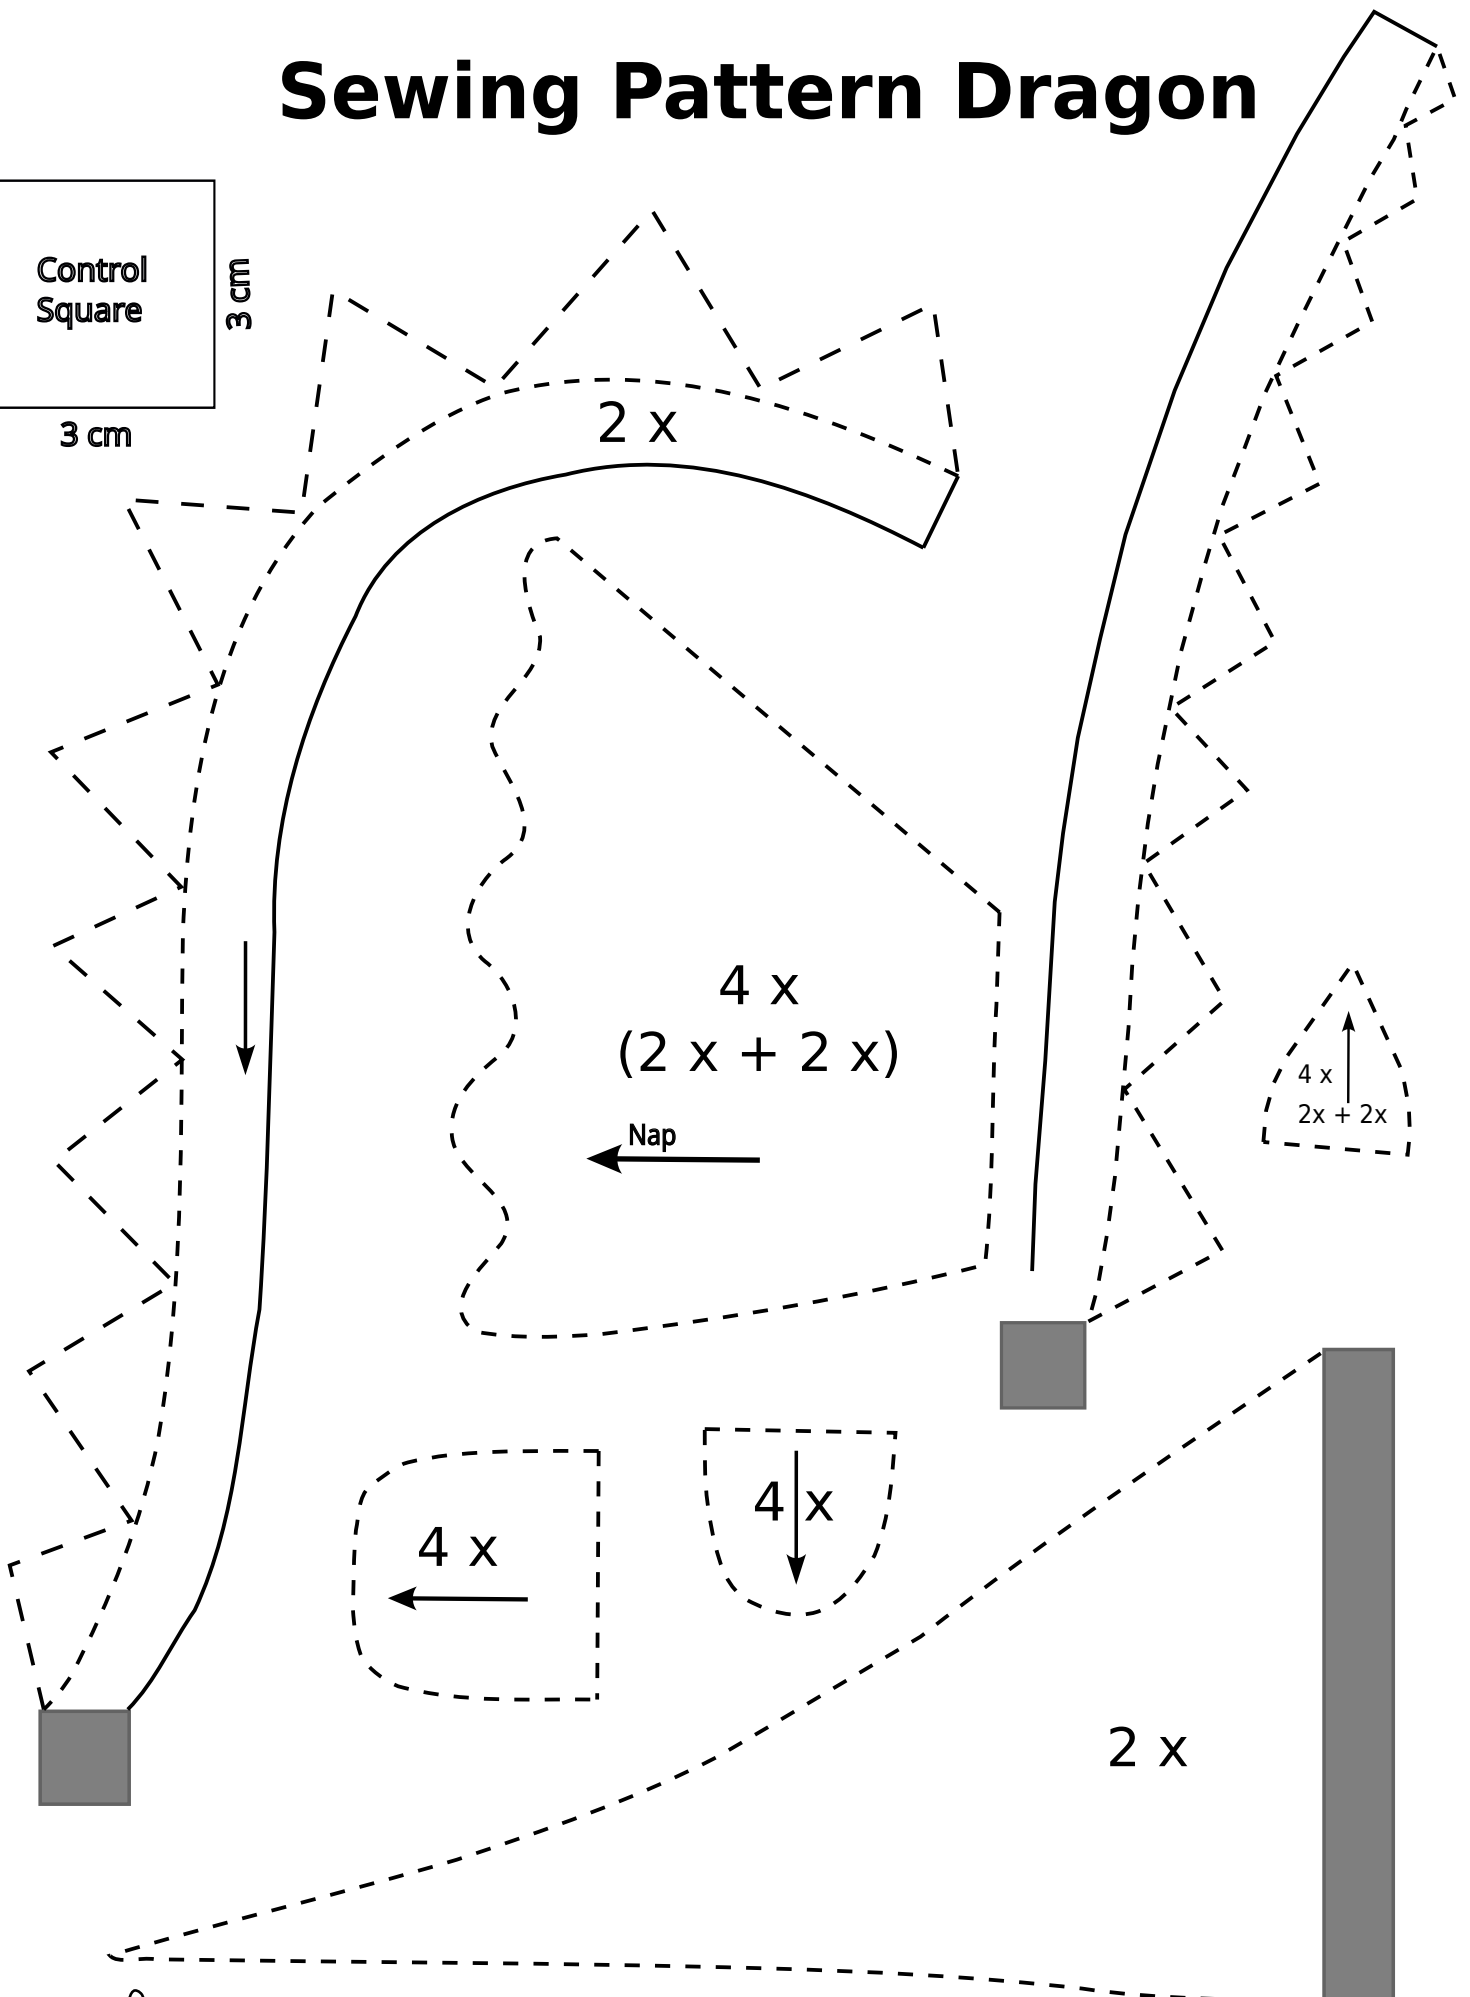 Sewing Pattern Dragon
Control
Square
3 cm
3 cm
2 x
4 x
(2 x + 2 x)
Nap
4 x
2x + 2x
4 x
4 x
2 x